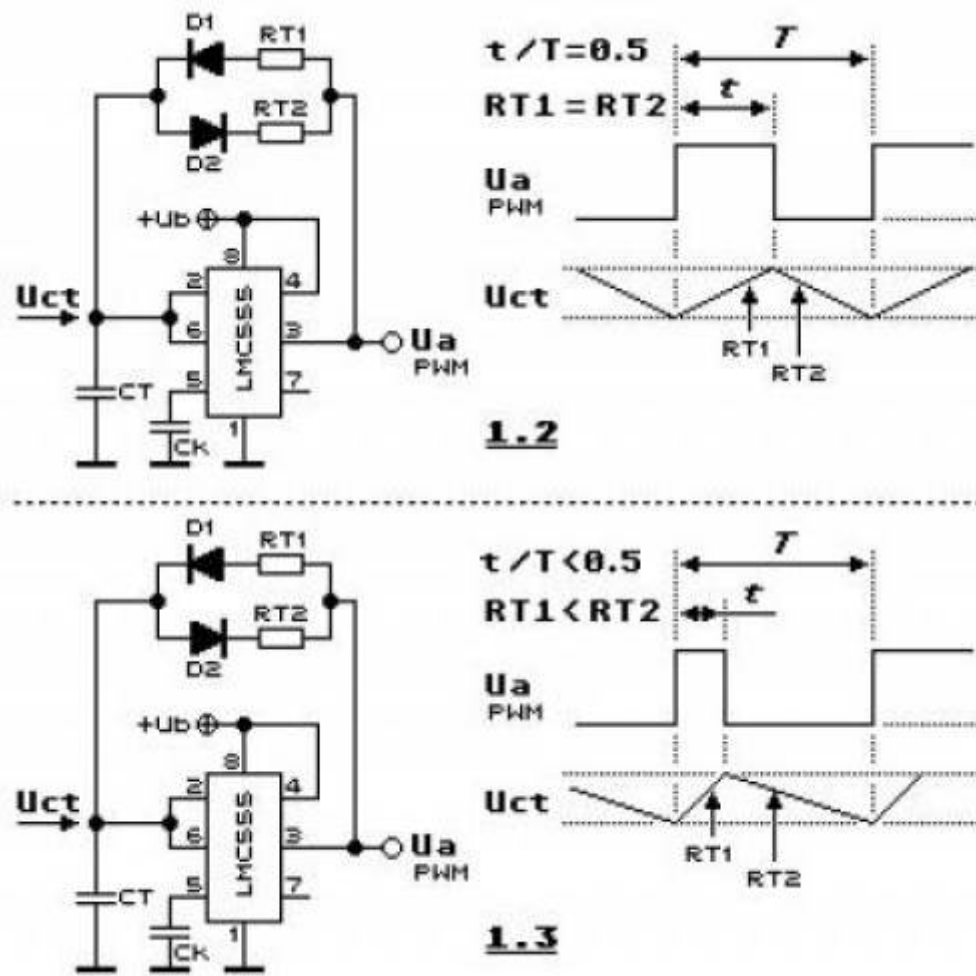 D1
RT1
RT2
D2
+Ub
8
2
4
Uct
6
LMC555
3
Ua
PWM
5
7
CT
1
CK
t/T=0.5
T
t
RT1=RT2
Ua
PWM
Uct
RT1
RT2
1.2
D1
RT1
RT2
D2
+Ub
8
2
4
Uct
6
LMC555
3
Ua
PWM
5
7
CT
1
CK
t/T<0.5
T
t
RT1<RT2
Ua
PWM
Uct
RT1
RT2
1.3